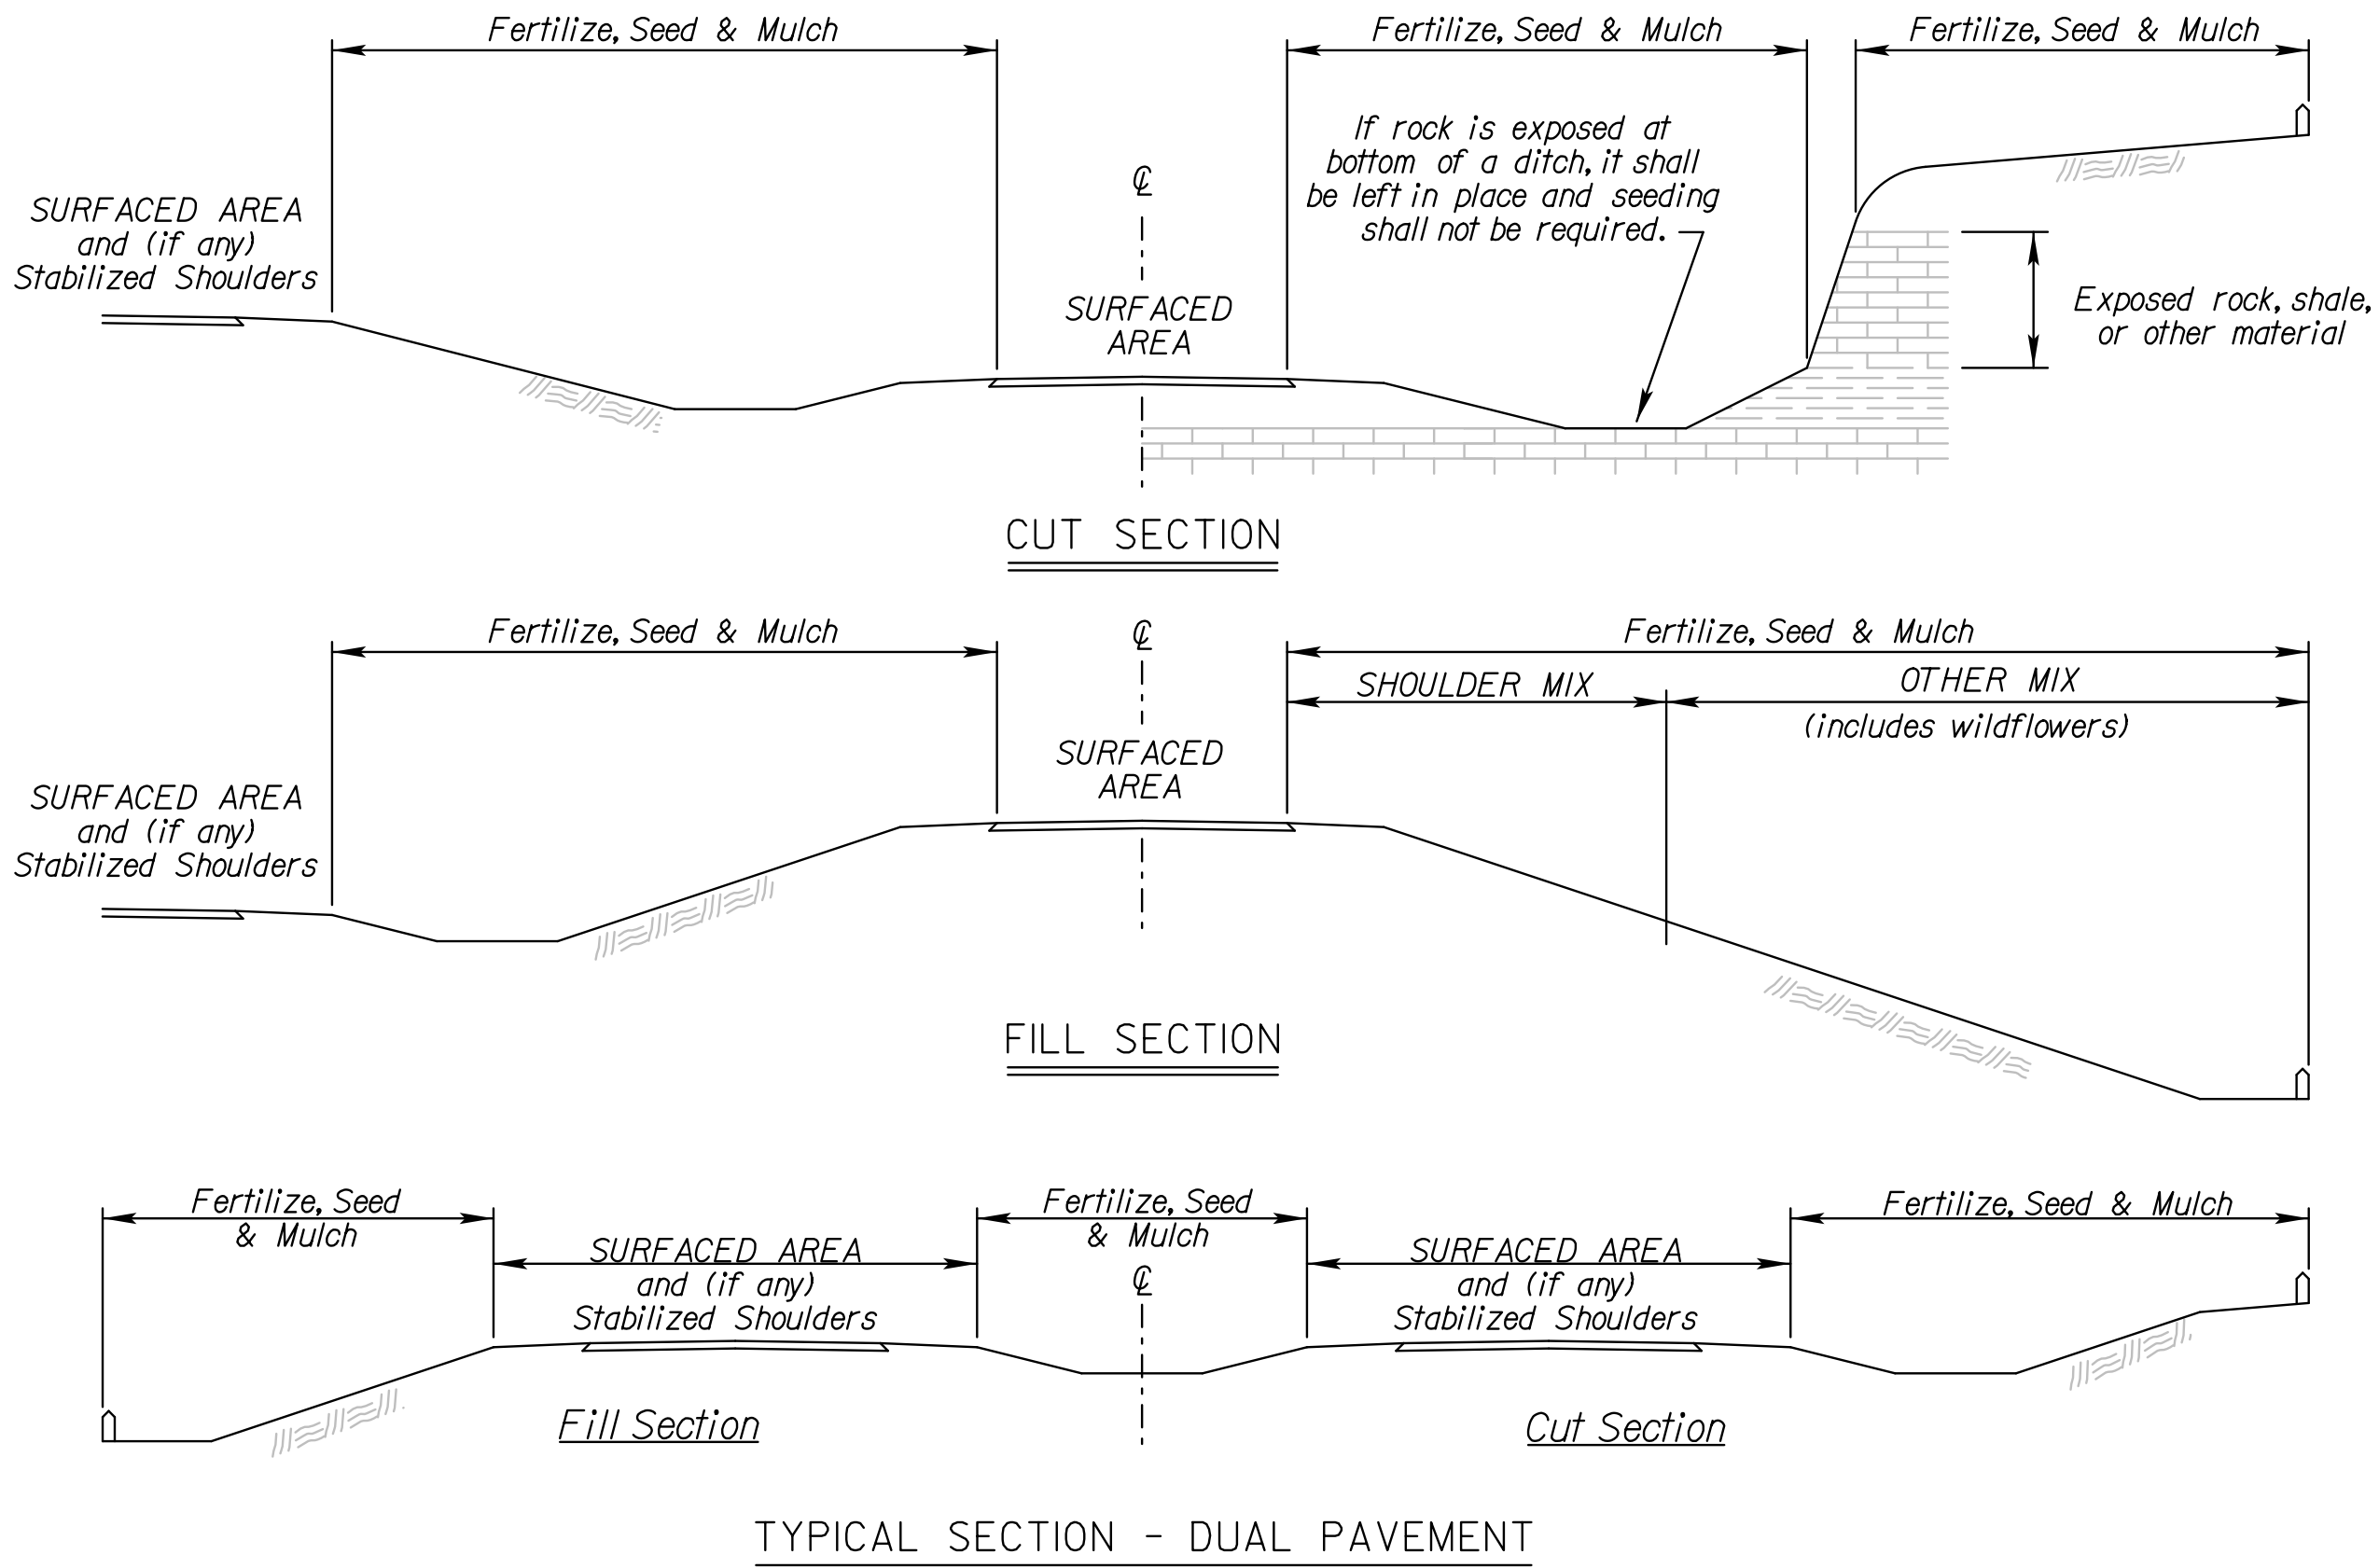 Fertilize, Seed & Mulch
Fertilize, Seed & Mulch
Fertilize, Seed & Mulch
If rock is exposed at
bottom of a ditch, it shall
be left in place and seeding
shall not be required.
℄
SURFACED AREA
and (if any)
Stabilized Shoulders
SURFACED
AREA
Exposed rock, shale,
or other material
CUT SECTION
Fertilize, Seed & Mulch
℄
Fertilize, Seed & Mulch
SHOULDER MIX
OTHER MIX
(includes wildflowers)
SURFACED
AREA
SURFACED AREA
and (if any)
Stabilized Shoulders
FILL SECTION
Fertilize, Seed
& Mulch
Fertilize, Seed
& Mulch
Fertilize, Seed & Mulch
SURFACED AREA
and (if any)
Stabilized Shoulders
℄
SURFACED AREA
and (if any)
Stabilized Shoulders
Fill Section
Cut Section
TYPICAL SECTION - DUAL PAVEMENT